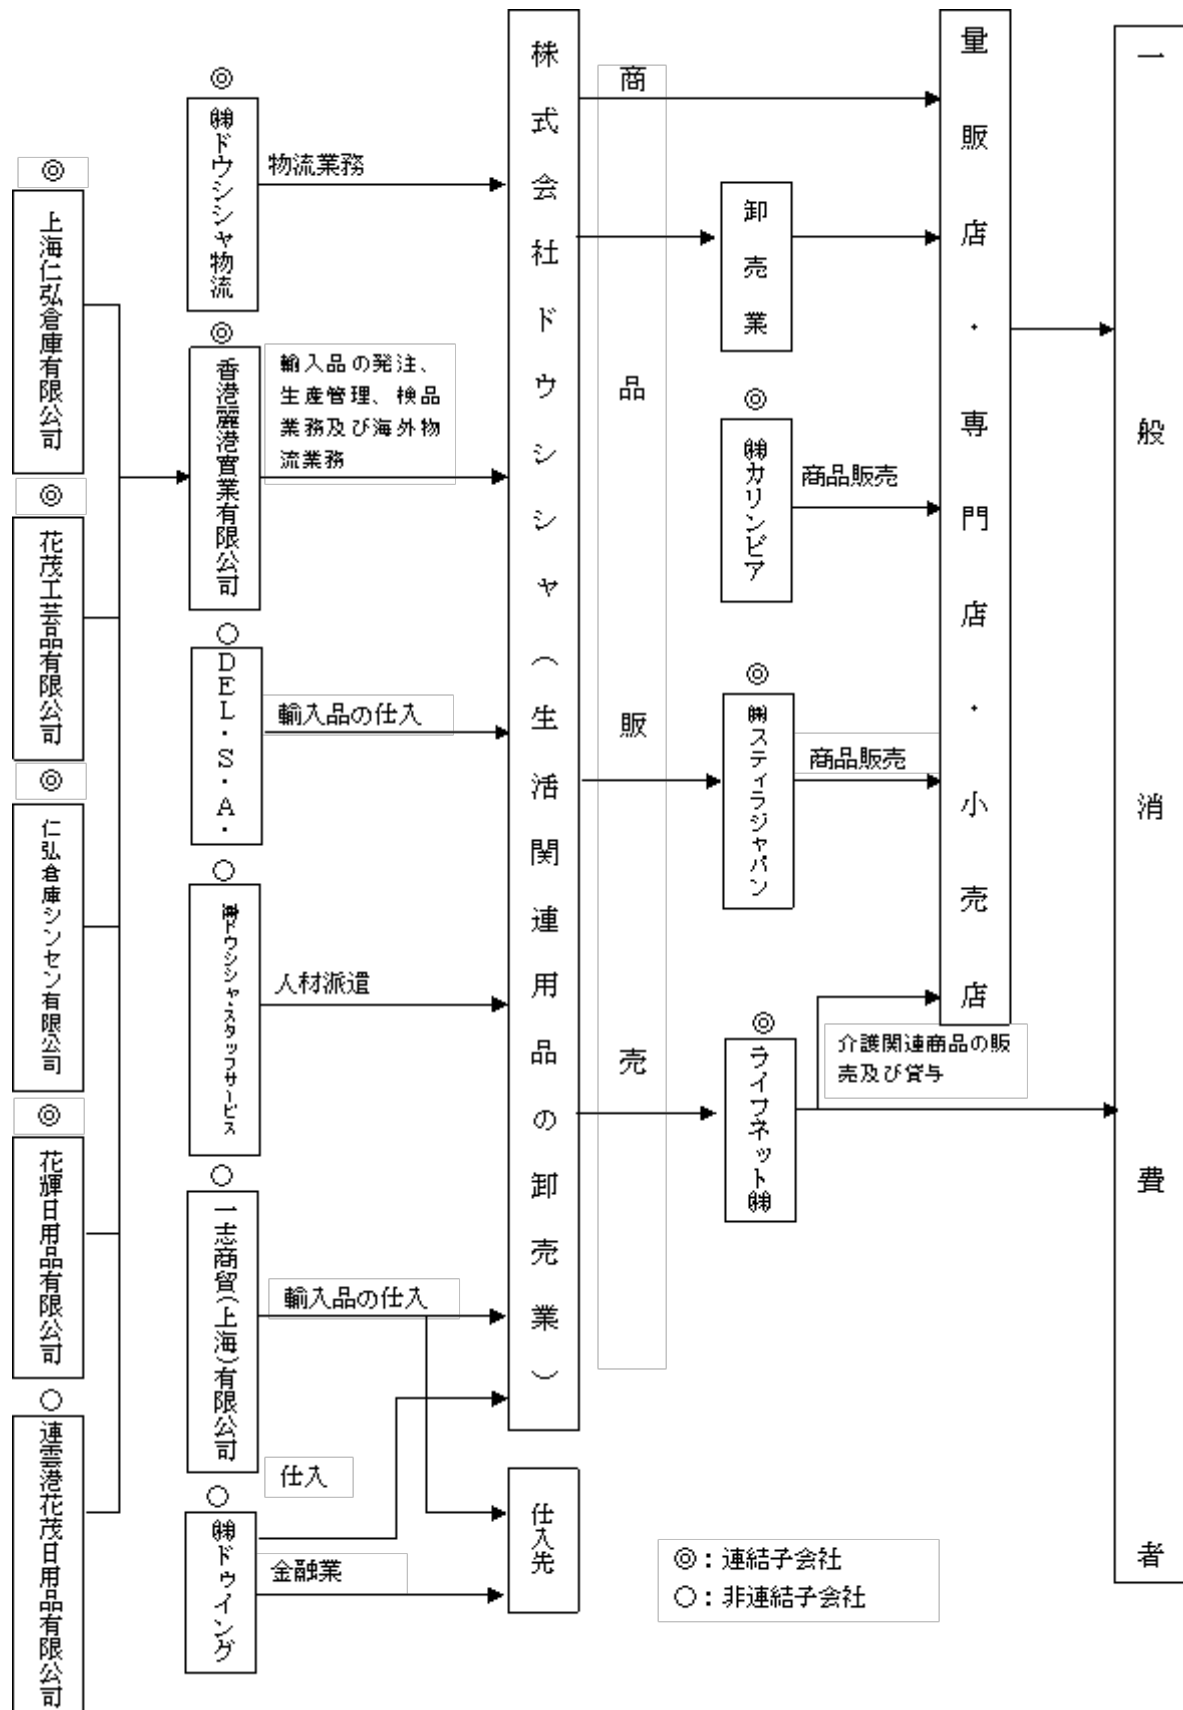 ◎
上海仁弘倉庫有限公司
◎
花茂工芸品有限公司
◎
仁弘倉庫シンセン有限公司
◎
花輝日用品有限公司
○
連雲港花茂日用品有限公司
◎
㈱ドウシシャ物流
物流業務
◎
香港麗港實業有限公司
輸入品の発注、
生産管理、検品
業務及び海外物
流業務
○
DEL・S・A・
輸入品の仕入
○
㈱ドウシシャ・スタッフサービス
人材派遣
○
一志商貿(上海)有限公司
輸入品の仕入
仕入
○
㈱ドウイング
金融業
株式会社ドウシシャ(生活関連用品の卸売業)
仕入先
商品販売
卸売業
◎
㈱カリンピア
商品販売
◎
㈱スティラジャパン
商品販売
◎
ライフネット㈱
介護関連商品の販
売及び貸与
量販店・専門店・小売店
一般消費者
◎：連結子会社
○：非連結子会社